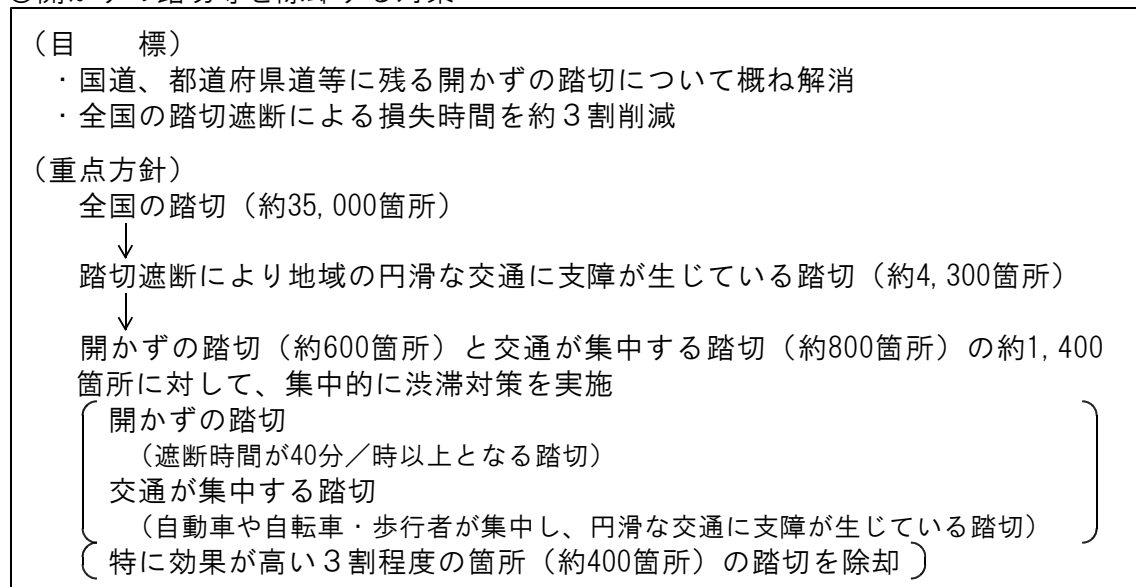 （目　　標）
・国道、都道府県道等に残る開かずの踏切について概ね解消
・全国の踏切遮断による損失時間を約３割削減
（重点方針）
全国の踏切（約35,000箇所）
↓
踏切遮断により地域の円滑な交通に支障が生じている踏切（約4,300箇所）
↓
開かずの踏切（約600箇所）と交通が集中する踏切（約800箇所）の約1,400
箇所に対して、集中的に渋滞対策を実施
開かずの踏切
（遮断時間が40分／時以上となる踏切）
交通が集中する踏切
（自動車や自転車・歩行者が集中し、円滑な交通に支障が生じている踏切）
（特に効果が高い３割程度の箇所（約400箇所）の踏切を除却）